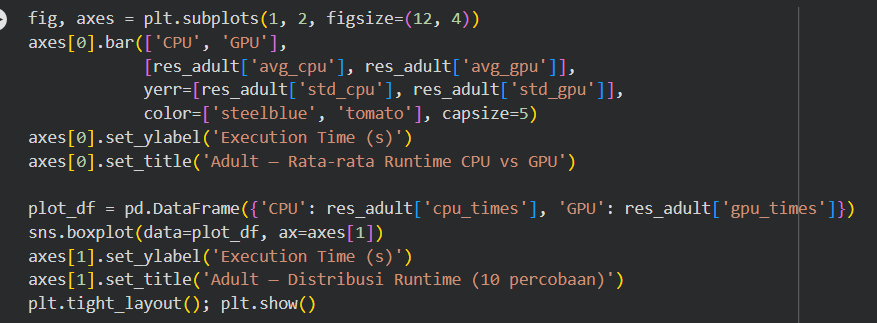 fig, axes = plt.subplots(1, 2, figsize=(12, 4))
axes[0].bar(['CPU', 'GPU'],
            [res_adult['avg_cpu'], res_adult['avg_gpu']],
            yerr=[res_adult['std_cpu'], res_adult['std_gpu']],
            color=['steelblue', 'tomato'], capsize=5)
axes[0].set_ylabel('Execution Time (s)')
axes[0].set_title('Adult — Rata-rata Runtime CPU vs GPU')

plot_df = pd.DataFrame({'CPU': res_adult['cpu_times'], 'GPU': res_adult['gpu_times']})
sns.boxplot(data=plot_df, ax=axes[1])
axes[1].set_ylabel('Execution Time (s)')
axes[1].set_title('Adult — Distribusi Runtime (10 percobaan)')
plt.tight_layout(); plt.show()